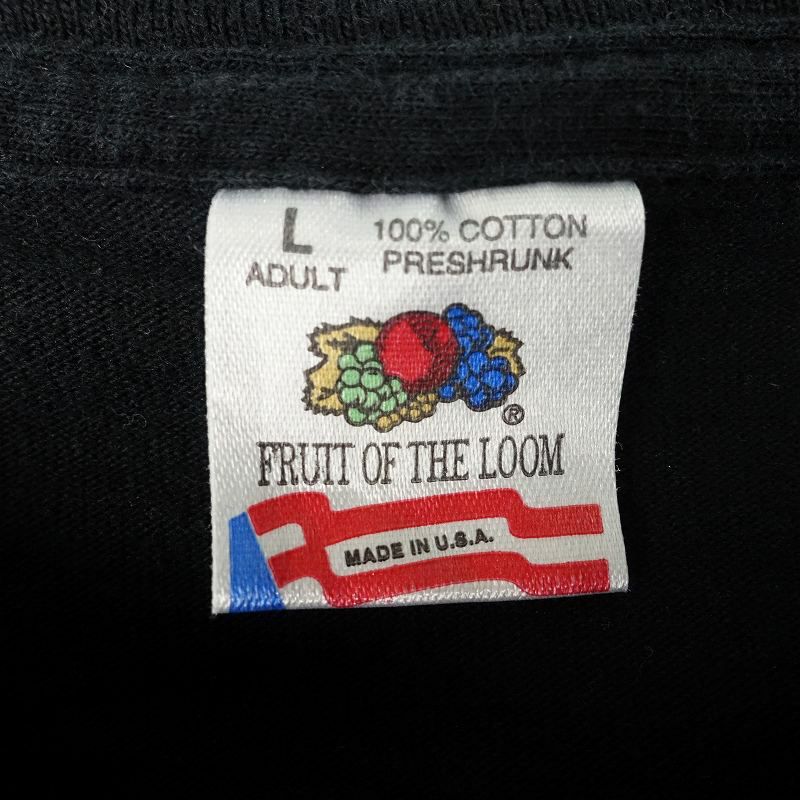 L
ADULT
100% COTTON
PRESHRUNK
®
FRUIT OF THE LOOM
MADE IN U.S.A.